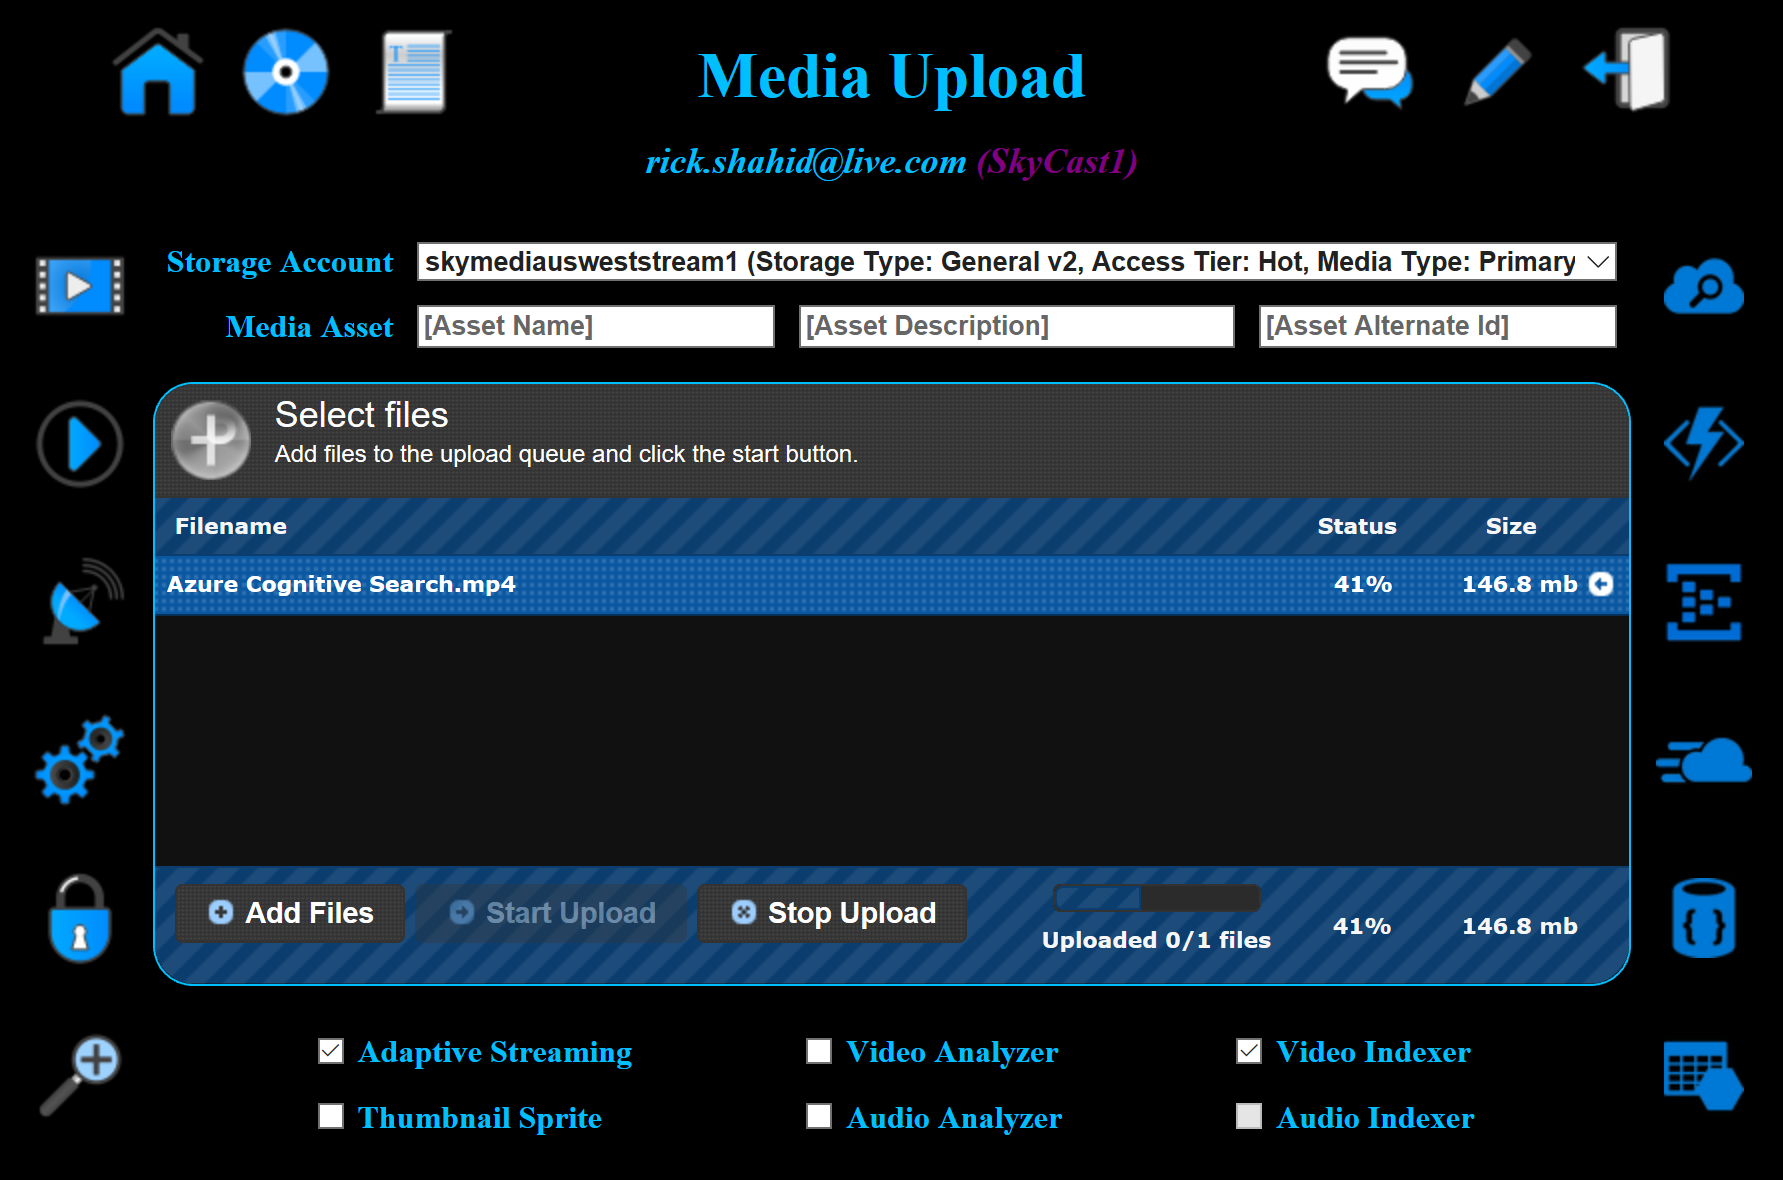 Media Upload
rick.shahid@live.com (SkyCast1)
Storage Account skymediausweststream1 (Storage Type: General v2, Access Tier: Hot, Media Type: Primary
Media Asset [Asset Name] [Asset Description] [Asset Alternate Id]
Select files
Add files to the upload queue and click the start button.
Filename Status Size
Azure Cognitive Search.mp4 41% 146.8 mb
Add Files Start Upload Stop Upload
Uploaded 0/1 files 41% 146.8 mb
Adaptive Streaming Video Analyzer Video Indexer
Thumbnail Sprite Audio Analyzer Audio Indexer